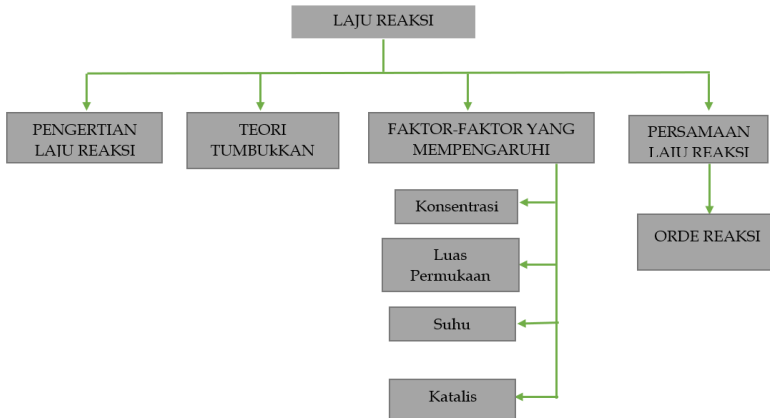 LAJU REAKSI
PENGERTIAN
LAJU REAKSI
TEORI
TUMBUkKAN
FAKTOR-FAKTOR YANG
MEMPENGARUHI
PERSAMAAN
LAJU REAKSI
Konsentrasi
Luas
Permukaan
Suhu
Katalis
ORDE REAKSI